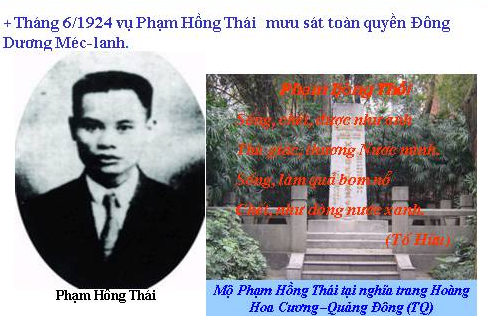 +Tháng 6/1924 vụ Phạm Hồng Thái mưu sát toàn quyền Đông
Dương Méc-lanh.
Phạm Hồng Thái
Sống, chết, được như anh
Thù giặc, thương Nước mình.
Sống, làm quả bom nổ
Chết, như dòng nước xanh.
(Tố Hữu)
Phạm Hồng Thái
Mộ Phạm Hồng Thái tại nghĩa trang Hoàng
Hoa Cương–Quảng Đông (TQ)